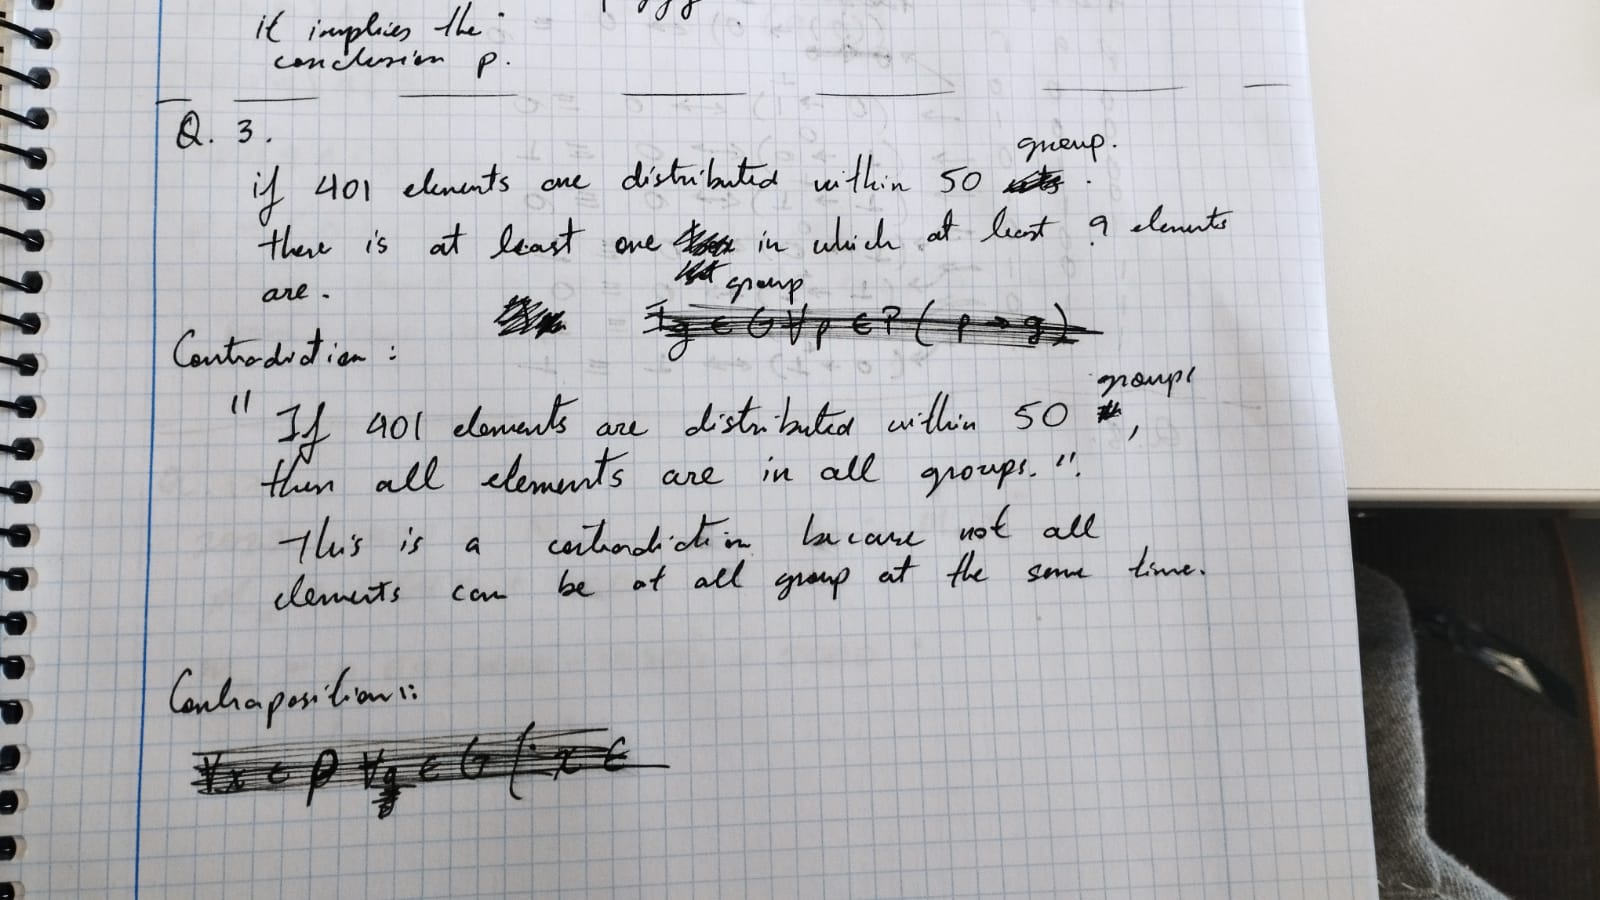 it implies the
conclusion p.
Q. 3.
group.
if 401 elements are distributed within 50
there is at least one in which at least 9 elements
group
are.
∃g ∈ G ∀p ∈ P (p → g)
Contradiction :
groups
" If 401 elements are distributed within 50 ,
then all elements are in all groups. ".
This is a contradiction because not all
elements can be at all group at the same time.
Contraposition:
∀x ∈ P ∀g ∈ G ( x ∈